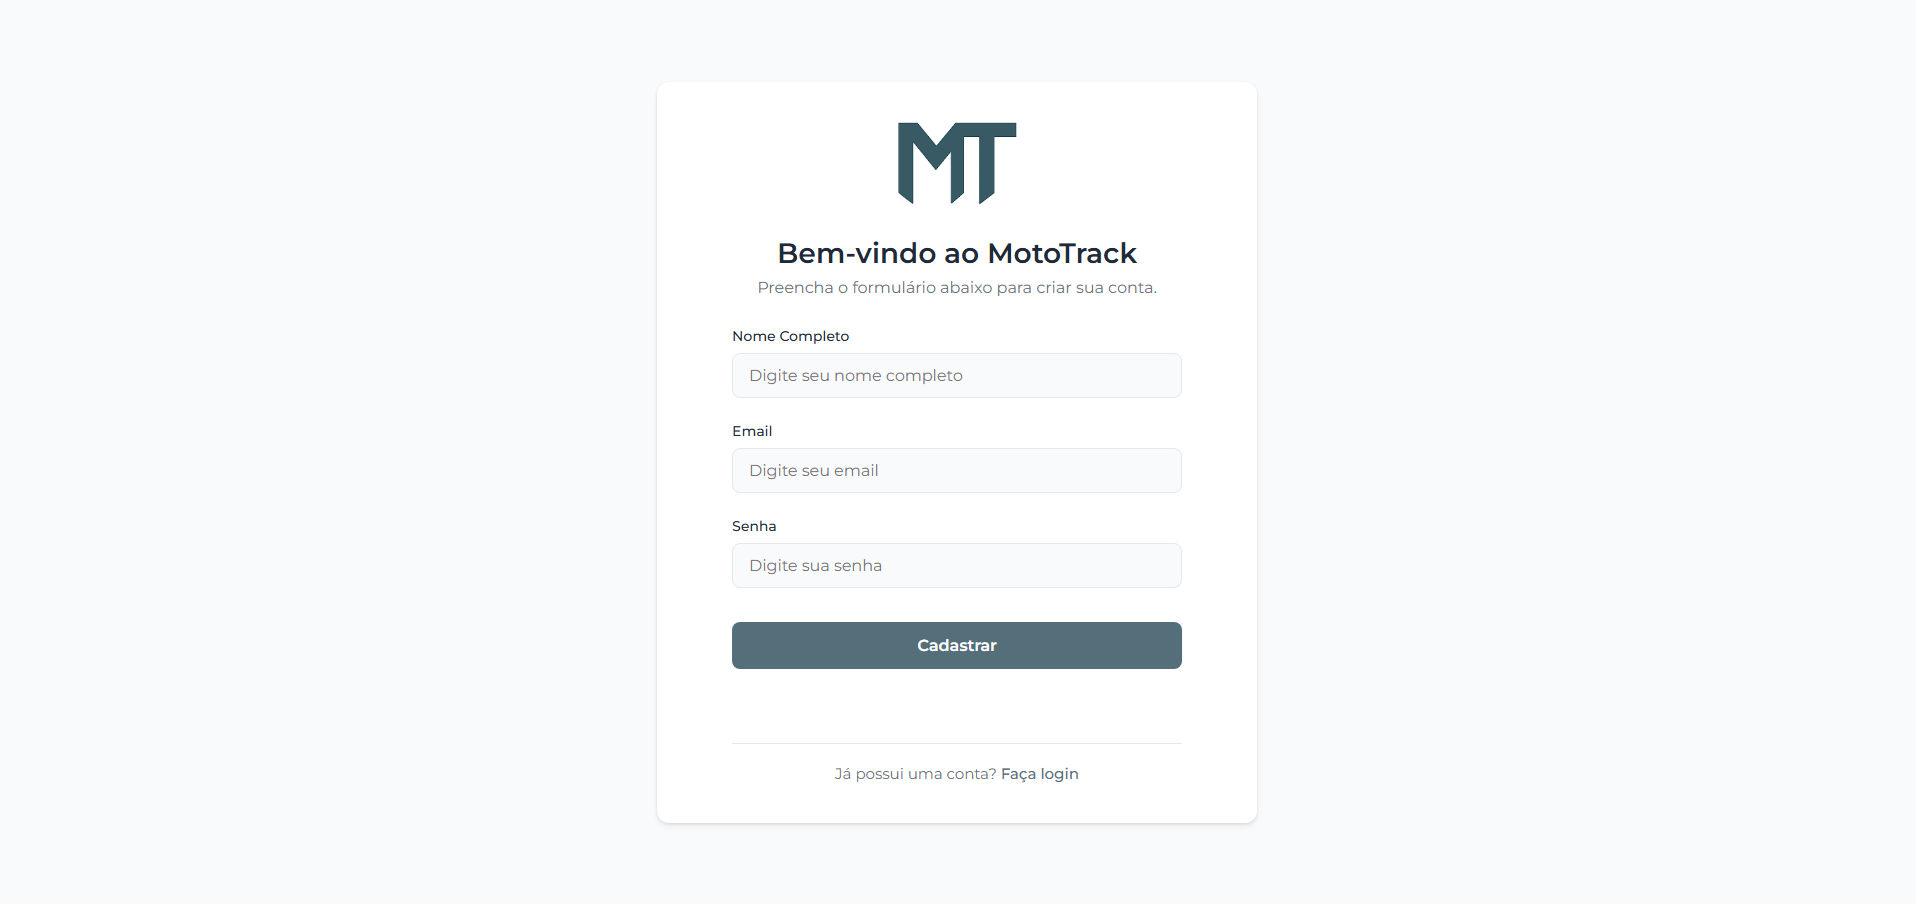 MT
Bem-vindo ao MotoTrack
Preencha o formulário abaixo para criar sua conta.
Nome Completo
Digite seu nome completo
Email
Digite seu email
Senha
Digite sua senha
Cadastrar
Já possui uma conta? Faça login